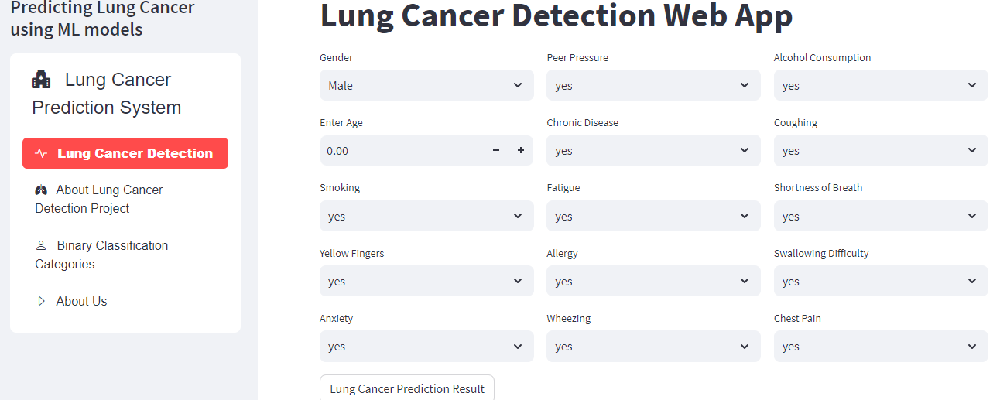 Predicting Lung Cancer
using ML models
Lung Cancer
Prediction System
Lung Cancer Detection
About Lung Cancer
Detection Project
Binary Classification
Categories
About Us
Lung Cancer Detection Web App
Gender Peer Pressure Alcohol Consumption
Male yes yes
Enter Age Chronic Disease Coughing
0.00 − + yes yes
Smoking Fatigue Shortness of Breath
yes yes yes
Yellow Fingers Allergy Swallowing Difficulty
yes yes yes
Anxiety Wheezing Chest Pain
yes yes yes
Lung Cancer Prediction Result